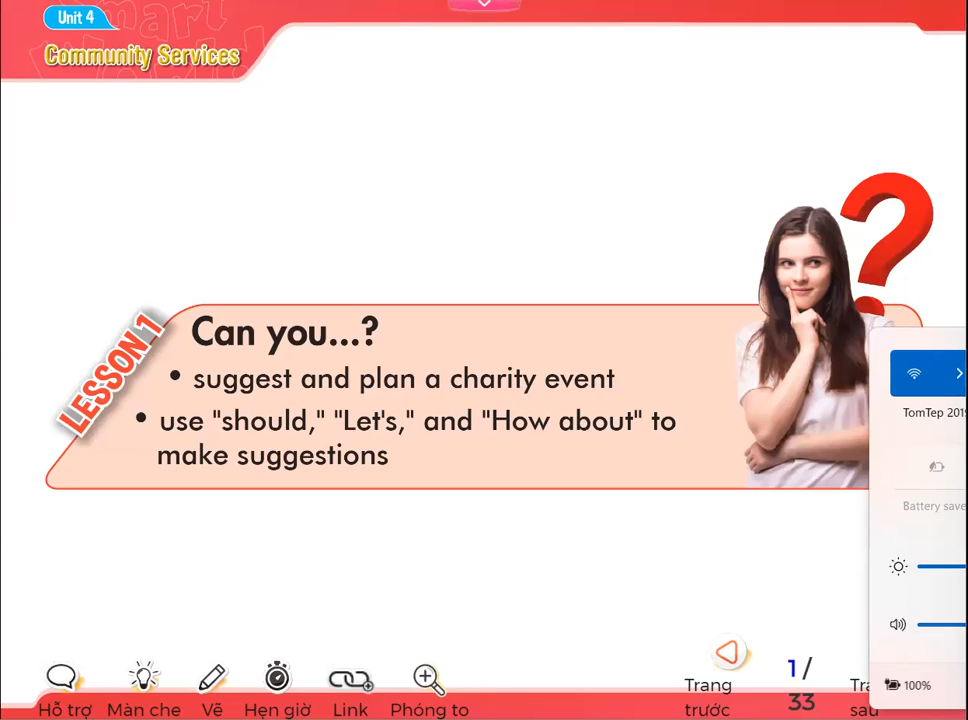 Unit 4
Community Services
LESSON 1
Can you...?
• suggest and plan a charity event
• use "should," "Let's," and "How about" to
make suggestions
TomTep 201
Battery save
100%
Hỗ trợ
Màn che
Vẽ
Hẹn giờ
Link
Phóng to
Trang
trước
1 /
33
sau